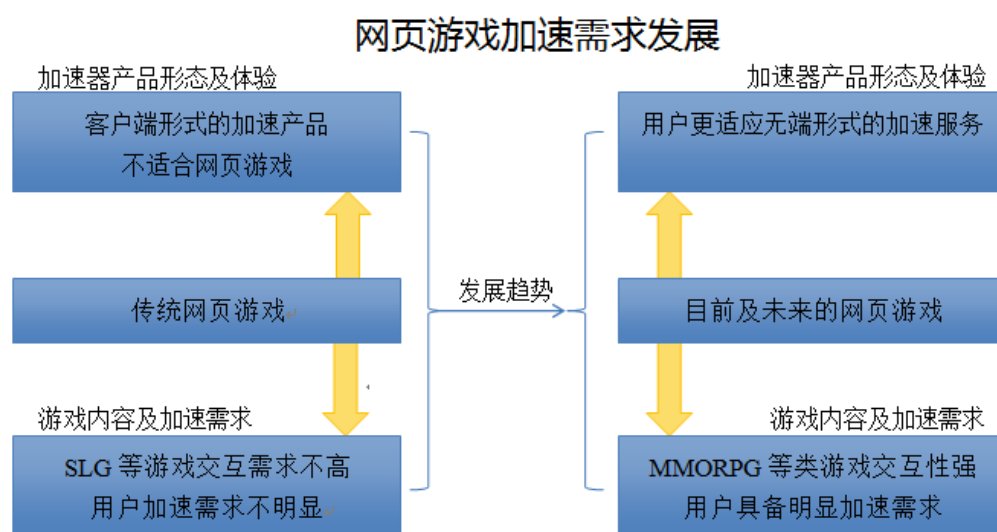 网页游戏加速需求发展
加速器产品形态及体验
客户端形式的加速产品
不适合网页游戏
传统网页游戏
游戏内容及加速需求
SLG 等游戏交互需求不高
用户加速需求不明显
发展趋势
加速器产品形态及体验
用户更适应无端形式的加速服务
目前及未来的网页游戏
游戏内容及加速需求
MMORPG 等类游戏交互性强
用户具备明显加速需求